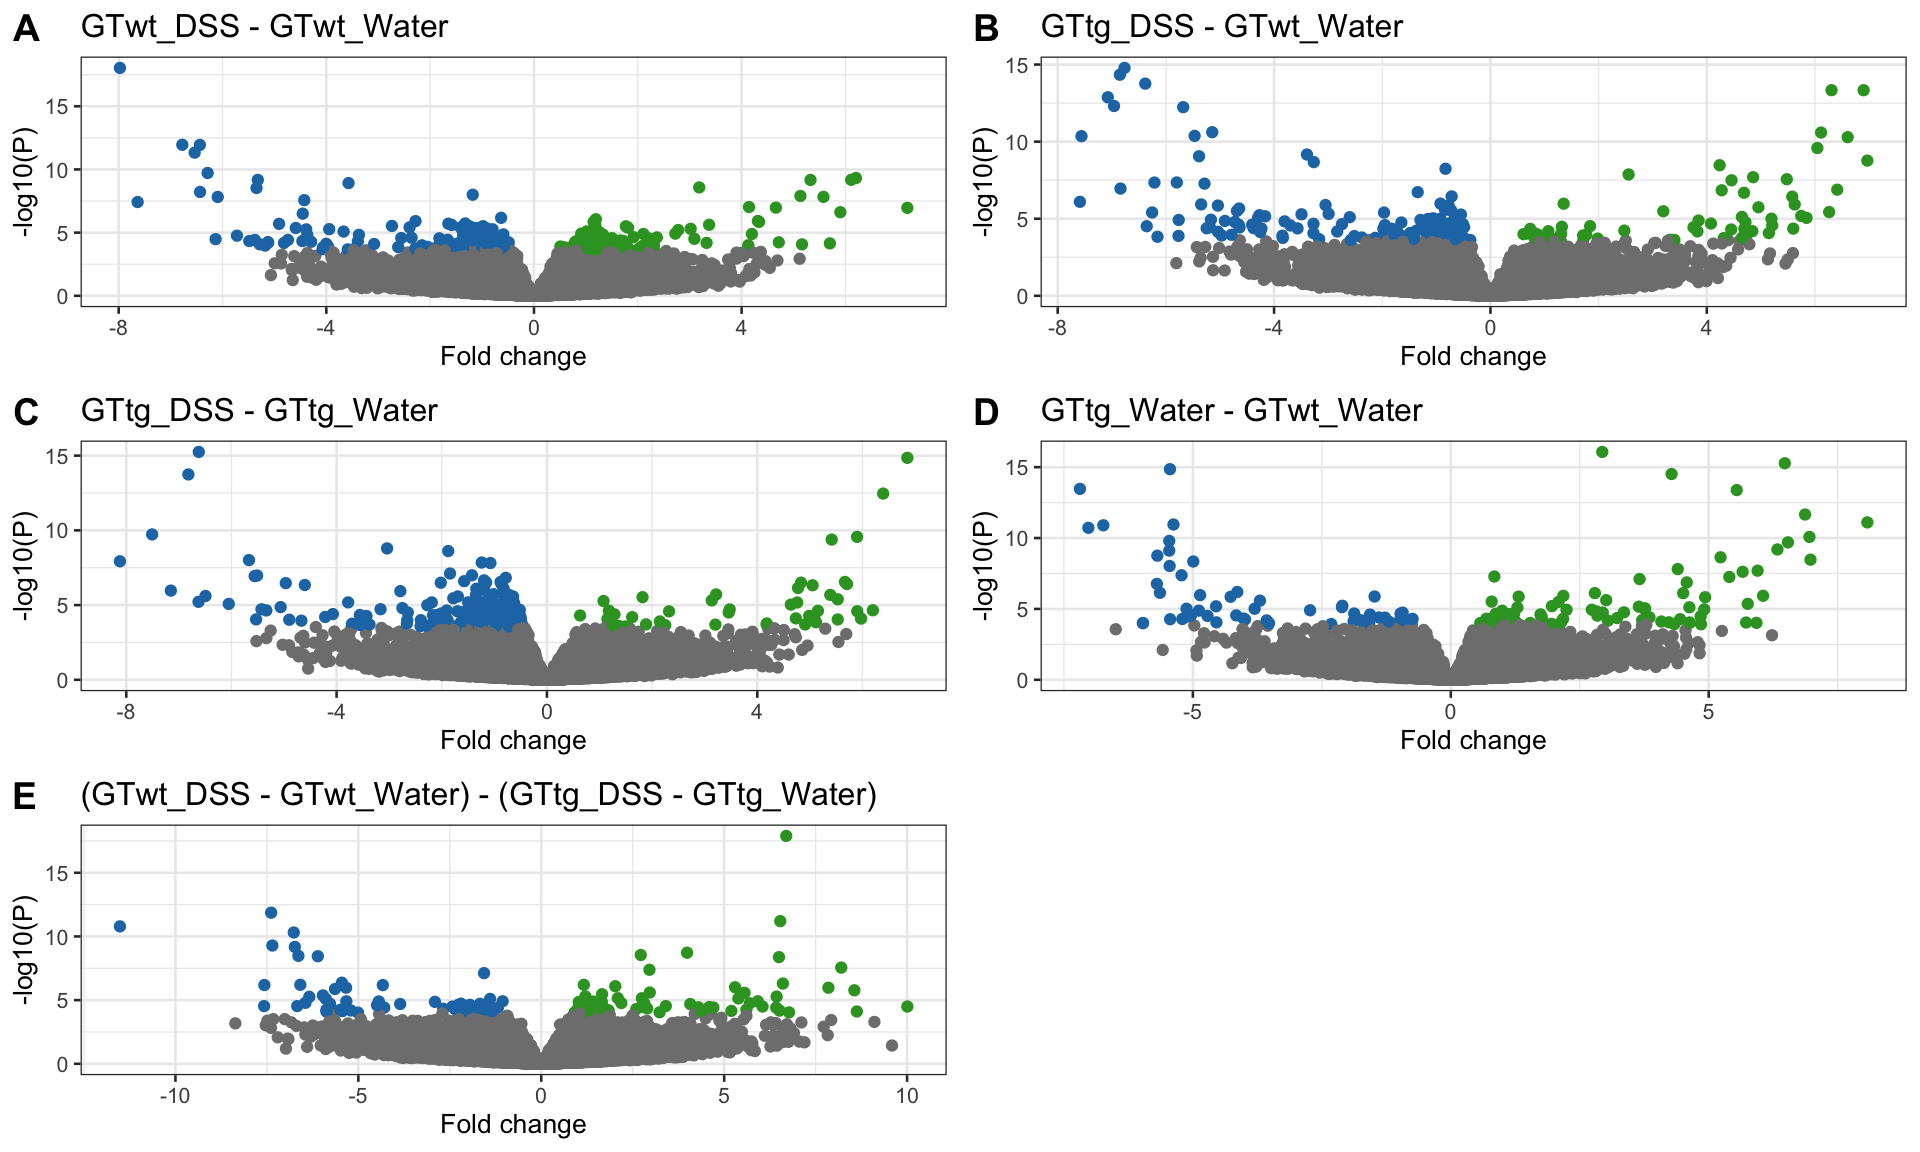 A GTwt_DSS - GTwt_Water
-log10(P)
15
10
5
0
-8 -4 0 4
Fold change
B GTtg_DSS - GTwt_Water
-log10(P)
15
10
5
0
-8 -4 0 4
Fold change
C GTtg_DSS - GTtg_Water
-log10(P)
15
10
5
0
-8 -4 0 4
Fold change
D GTtg_Water - GTwt_Water
-log10(P)
15
10
5
0
-5 0 5
Fold change
E (GTwt_DSS - GTwt_Water) - (GTtg_DSS - GTtg_Water)
-log10(P)
15
10
5
0
-10 -5 0 5 10
Fold change